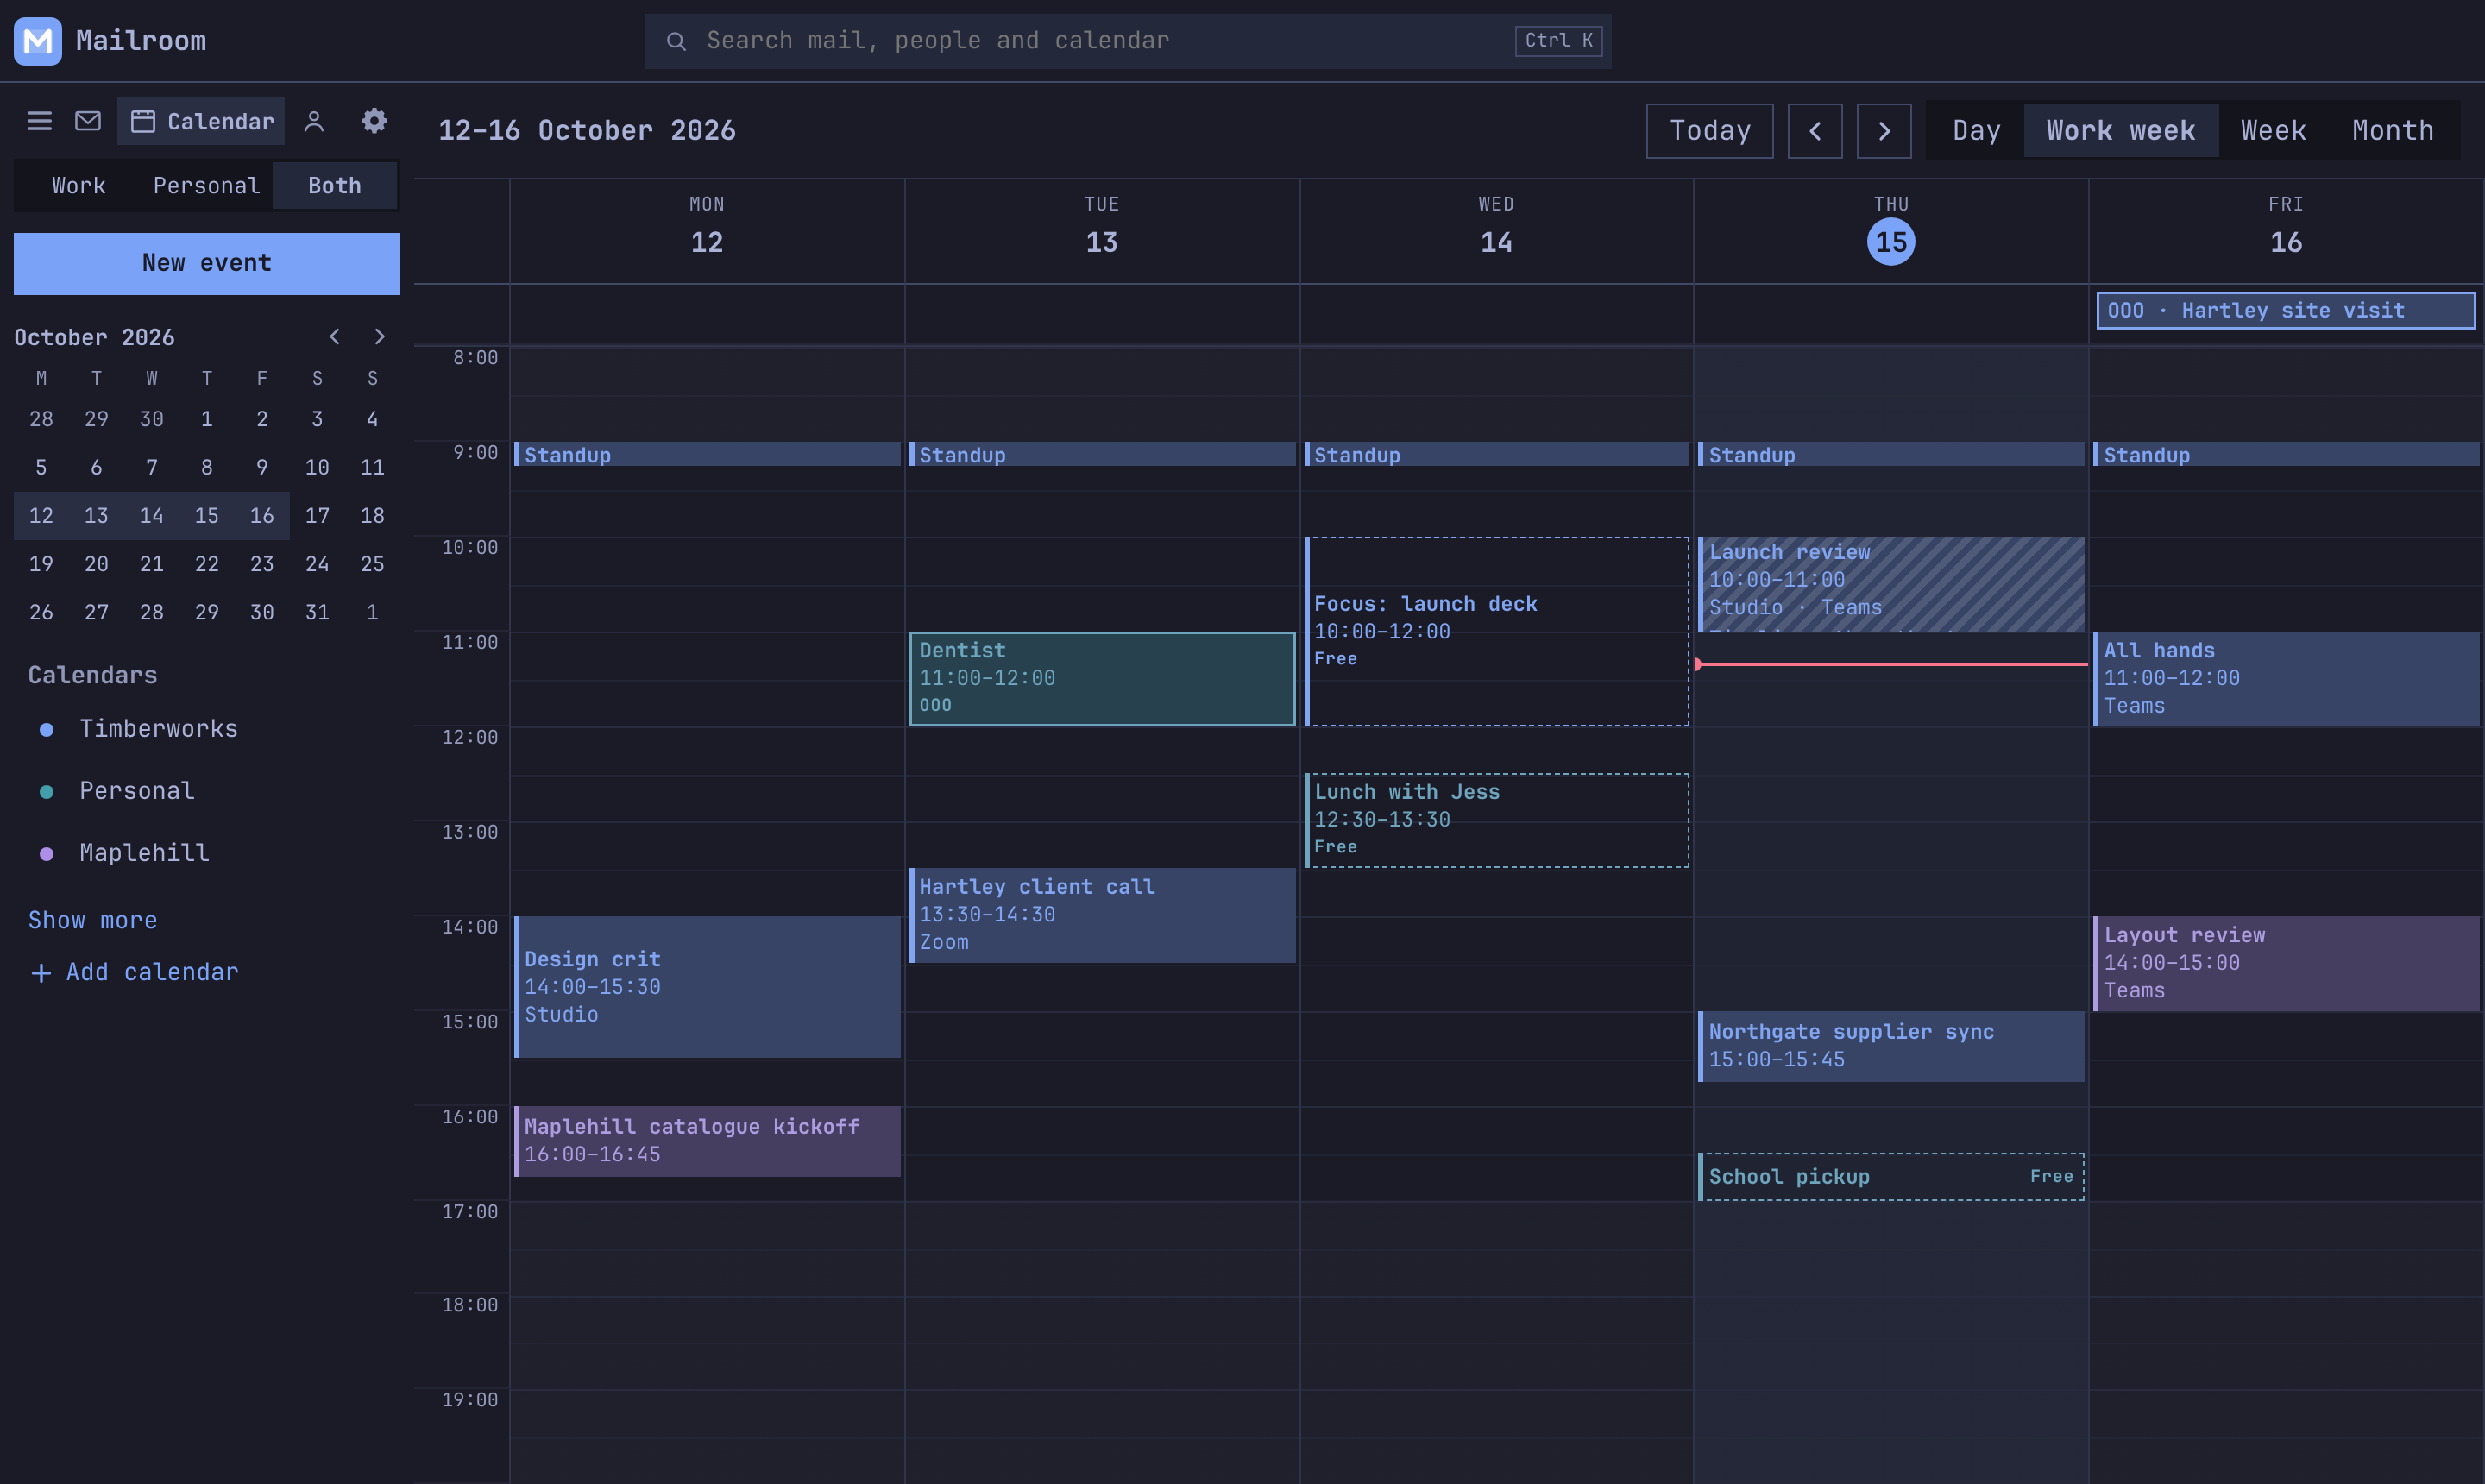 Mailroom
Search mail, people and calendar
Ctrl K
Calendar
Work Personal Both
New event
October 2026
M T W T F S S
28 29 30 1 2 3 4
5 6 7 8 9 10 11
12 13 14 15 16 17 18
19 20 21 22 23 24 25
26 27 28 29 30 31 1
Calendars
Timberworks
Personal
Maplehill
Show more
Add calendar
12–16 October 2026
Today
Day Work week Week Month
MON
12
TUE
13
WED
14
THU
15
FRI
16
OOO · Hartley site visit
8:00
9:00
10:00
11:00
12:00
13:00
14:00
15:00
16:00
17:00
18:00
19:00
Standup
Design crit
14:00–15:30
Studio
Maplehill catalogue kickoff
16:00–16:45
Standup
Dentist
11:00–12:00
OOO
Hartley client call
13:30–14:30
Zoom
Standup
Focus: launch deck
10:00–12:00
Free
Lunch with Jess
12:30–13:30
Free
Standup
Launch review
10:00–11:00
Studio · Teams
Northgate supplier sync
15:00–15:45
School pickup
Free
Standup
All hands
11:00–12:00
Teams
Layout review
14:00–15:00
Teams